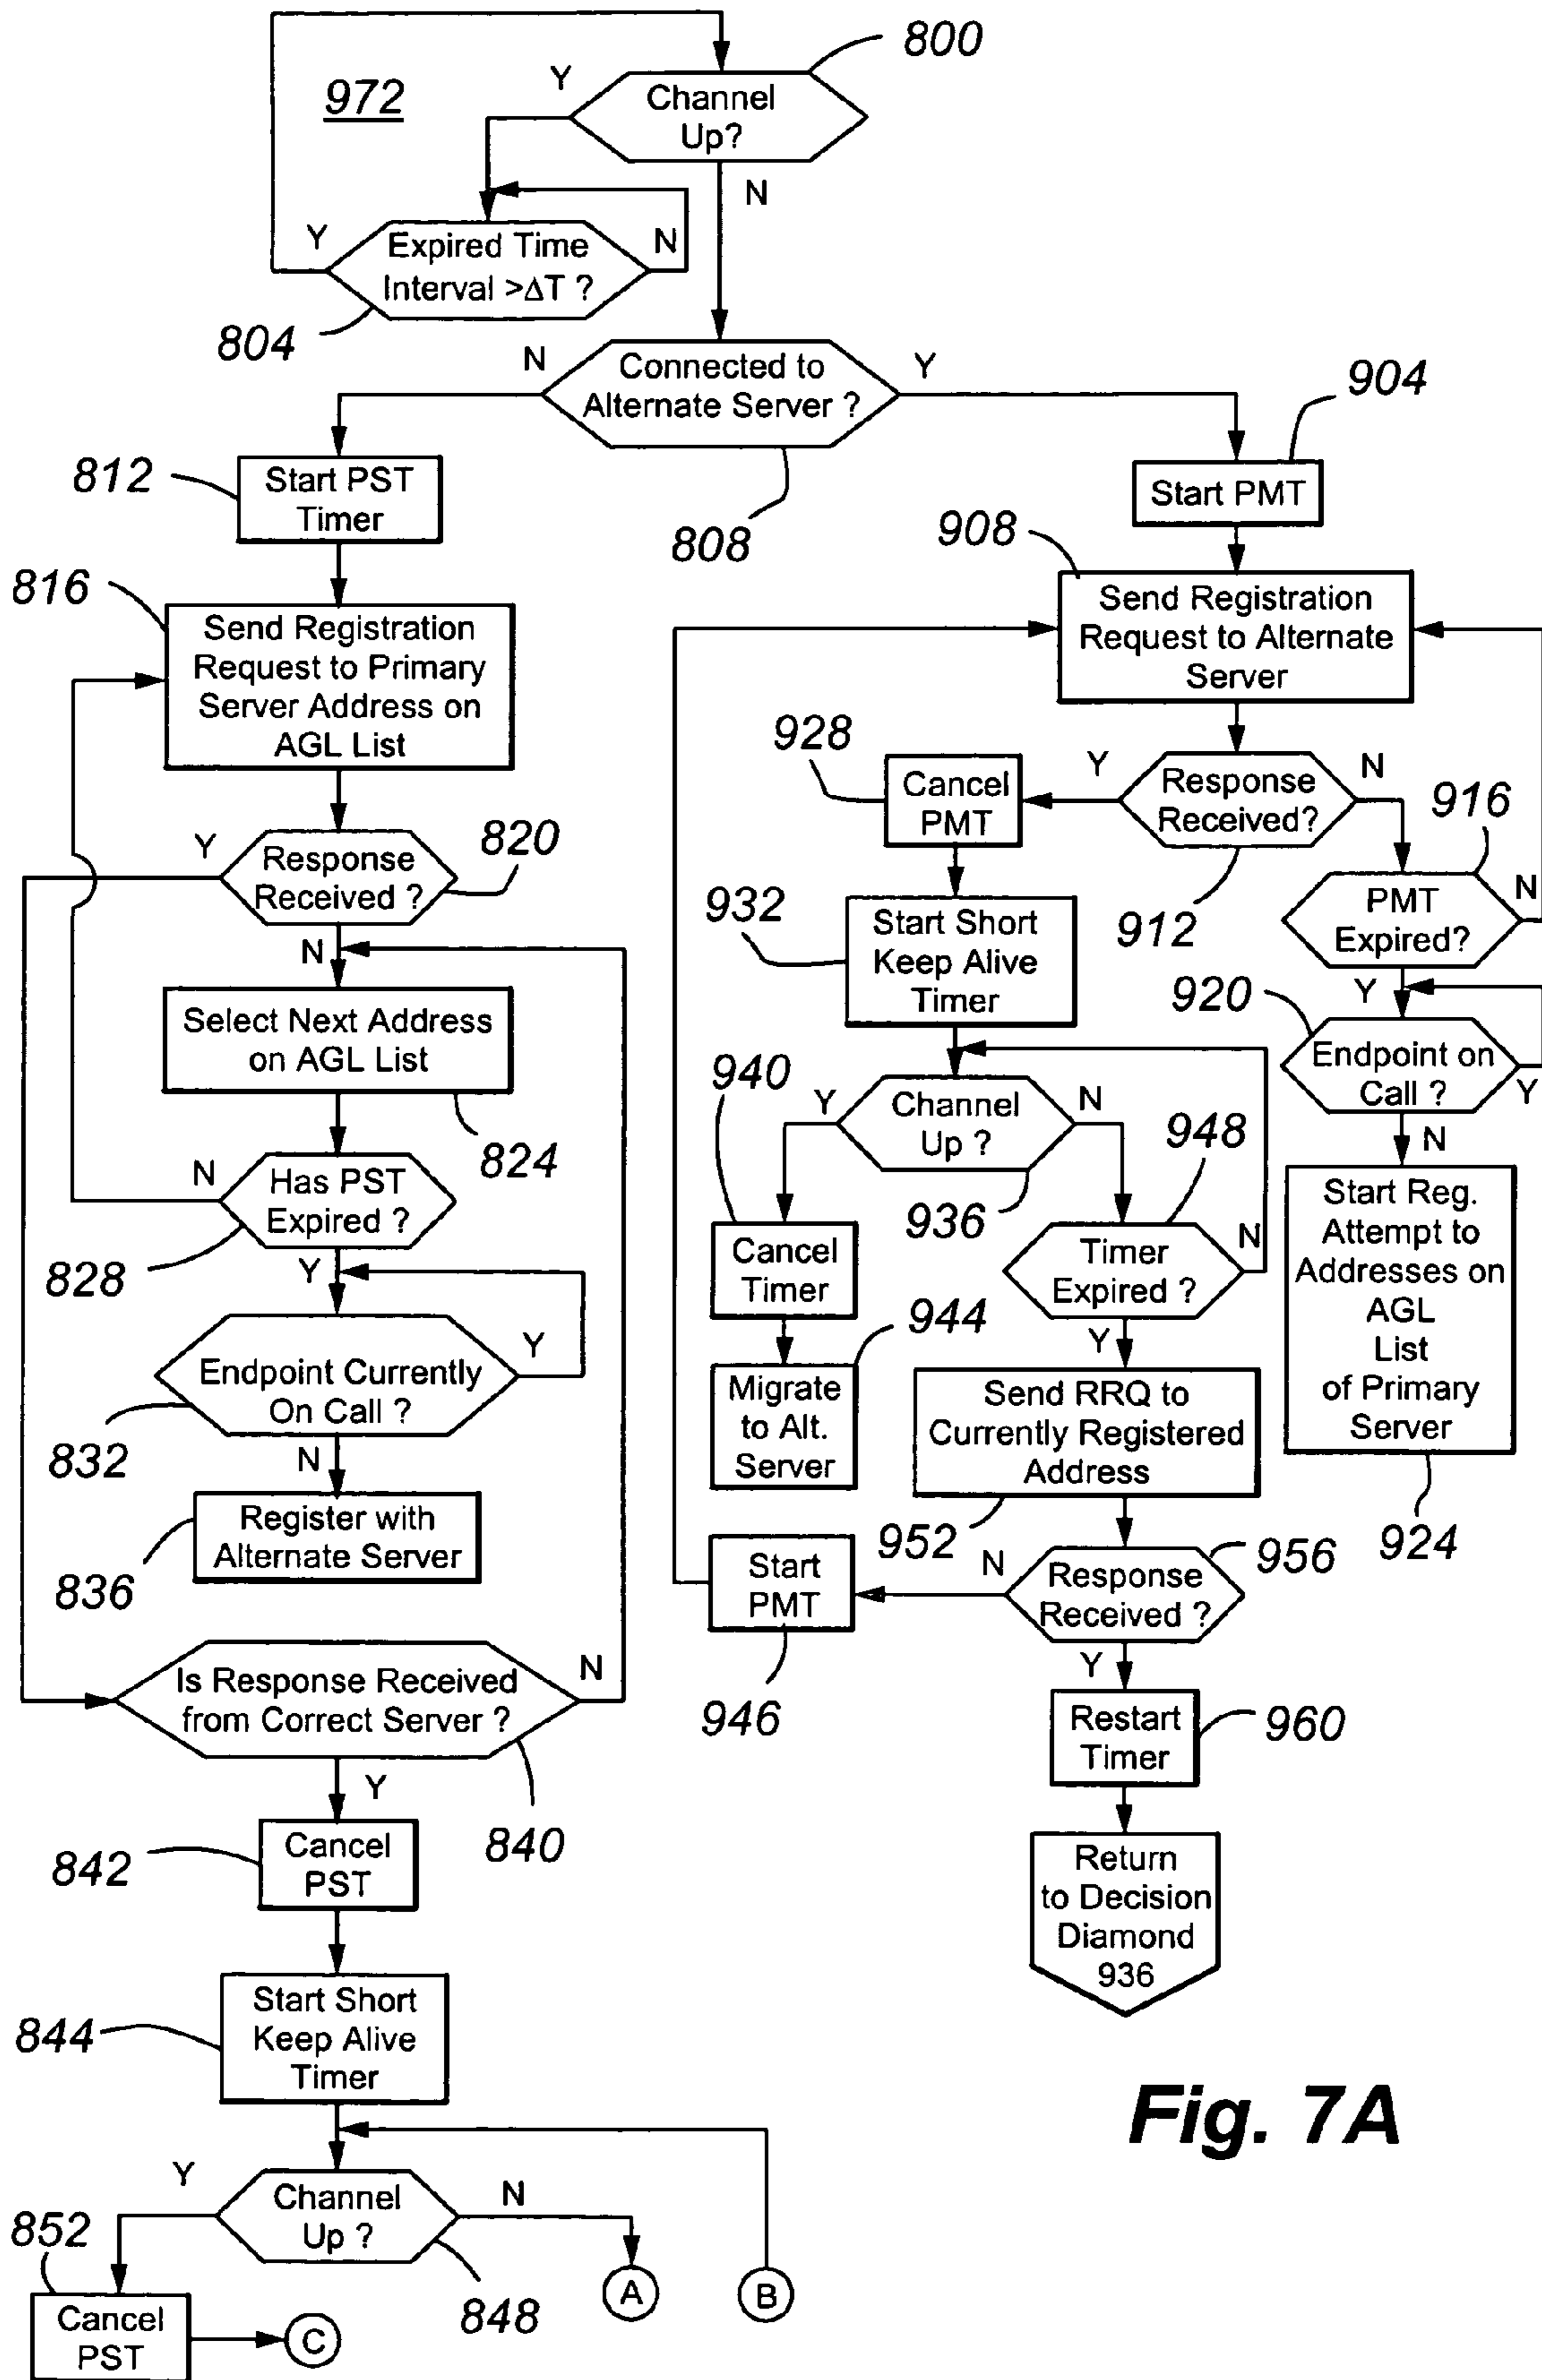 800
972
Y
Channel
Up?
N
Y
Expired Time
Interval >ΔT ?
N
804
N
Connected to
Alternate Server ?
Y
808
812
Start PST
Timer
816
Send Registration
Request to Primary
Server Address on
AGL List
Y
Response
Received ?
820
N
Select Next Address
on AGL List
824
N
Has PST
Expired ?
828
Y
Endpoint Currently
On Call ?
Y
832
N
Register with
Alternate Server
836
Is Response Received
from Correct Server ?
N
840
Y
Cancel
PST
842
Start Short
Keep Alive
Timer
844
Y
Channel
Up ?
N
848
852
Cancel
PST
C
A
B
904
Start PMT
908
Send Registration
Request to Alternate
Server
928
Cancel
PMT
Y
Response
Received?
N
912
916
PMT
Expired?
N
Y
920
Endpoint on
Call ?
Y
N
Start Reg.
Attempt to
Addresses on
AGL
List
of Primary
Server
924
932
Start Short
Keep Alive
Timer
940
Y
Channel
Up ?
N
936
948
Cancel
Timer
944
Migrate
to Alt.
Server
Timer
Expired ?
N
Y
Send RRQ to
Currently Registered
Address
952
956
N
Response
Received ?
Start
PMT
946
Y
Restart
Timer
960
Return
to Decision
Diamond
936
Fig. 7A